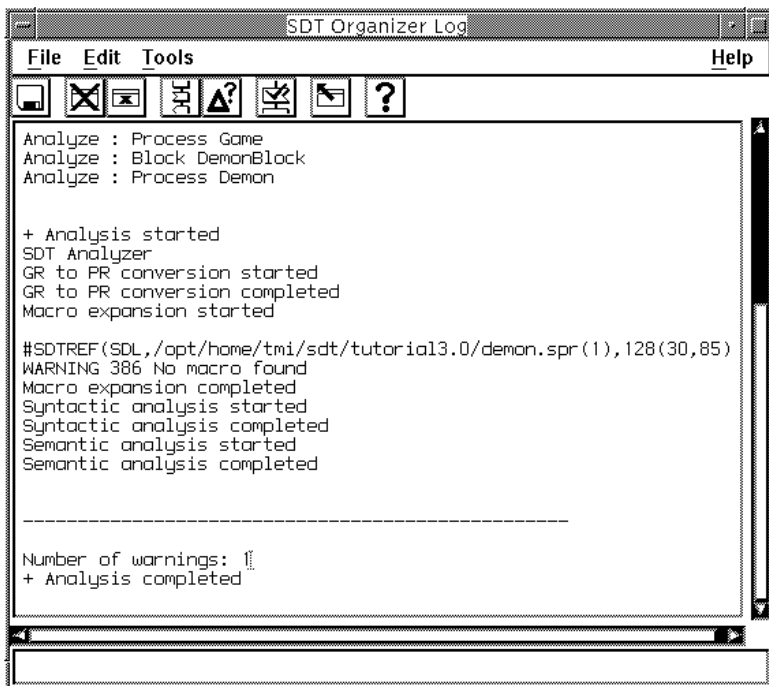 SDT Organizer Log
File Edit Tools Help
?
Analyze : Process Game
Analyze : Block DemonBlock
Analyze : Process Demon
+ Analysis started
SDT Analyzer
GR to PR conversion started
GR to PR conversion completed
Macro expansion started
#SDTREF(SDL,/opt/home/tmi/sdt/tutorial3.0/demon.spr(1),128(30,85)
WARNING 386 No macro found
Macro expansion completed
Syntactic analysis started
Syntactic analysis completed
Semantic analysis started
Semantic analysis completed
Number of warnings: 1
+ Analysis completed